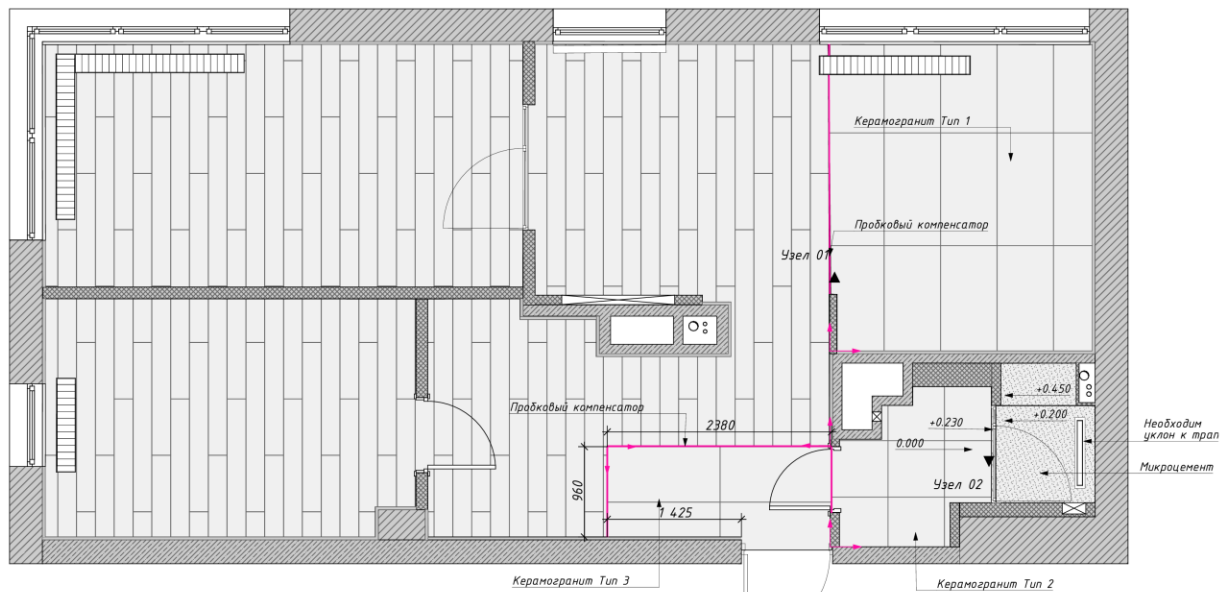 Керамогранит Тип 1
Пробковый компенсатор
Узел 01
+0.450
Пробковый компенсатор
2380
+0.230
+0.200
Необходим
уклон к трап
0.000
Микроцемент
Узел 02
960
1 425
Керамогранит Тип 3
Керамогранит Тип 2